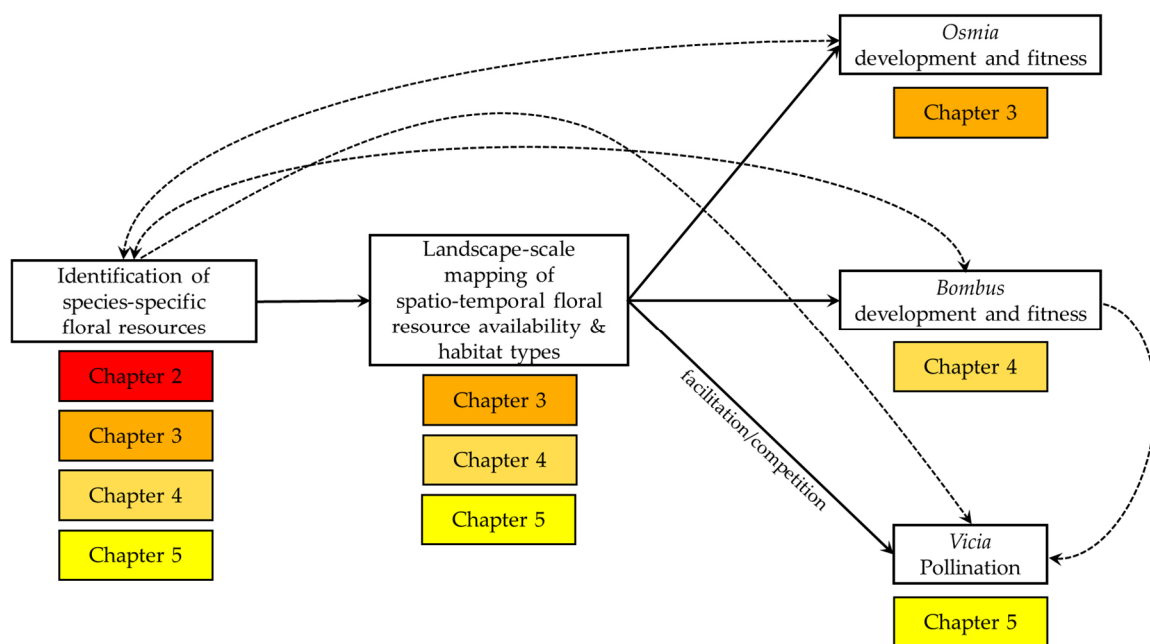 Osmia
development and fitness
Chapter 3
Identification of
species-specific
floral resources
Chapter 2
Chapter 3
Chapter 4
Chapter 5
Landscape-scale
mapping of
spatio-temporal floral
resource availability &
habitat types
Chapter 3
Chapter 4
Chapter 5
Bombus
development and fitness
Chapter 4
facilitation/competition
Vicia
Pollination
Chapter 5